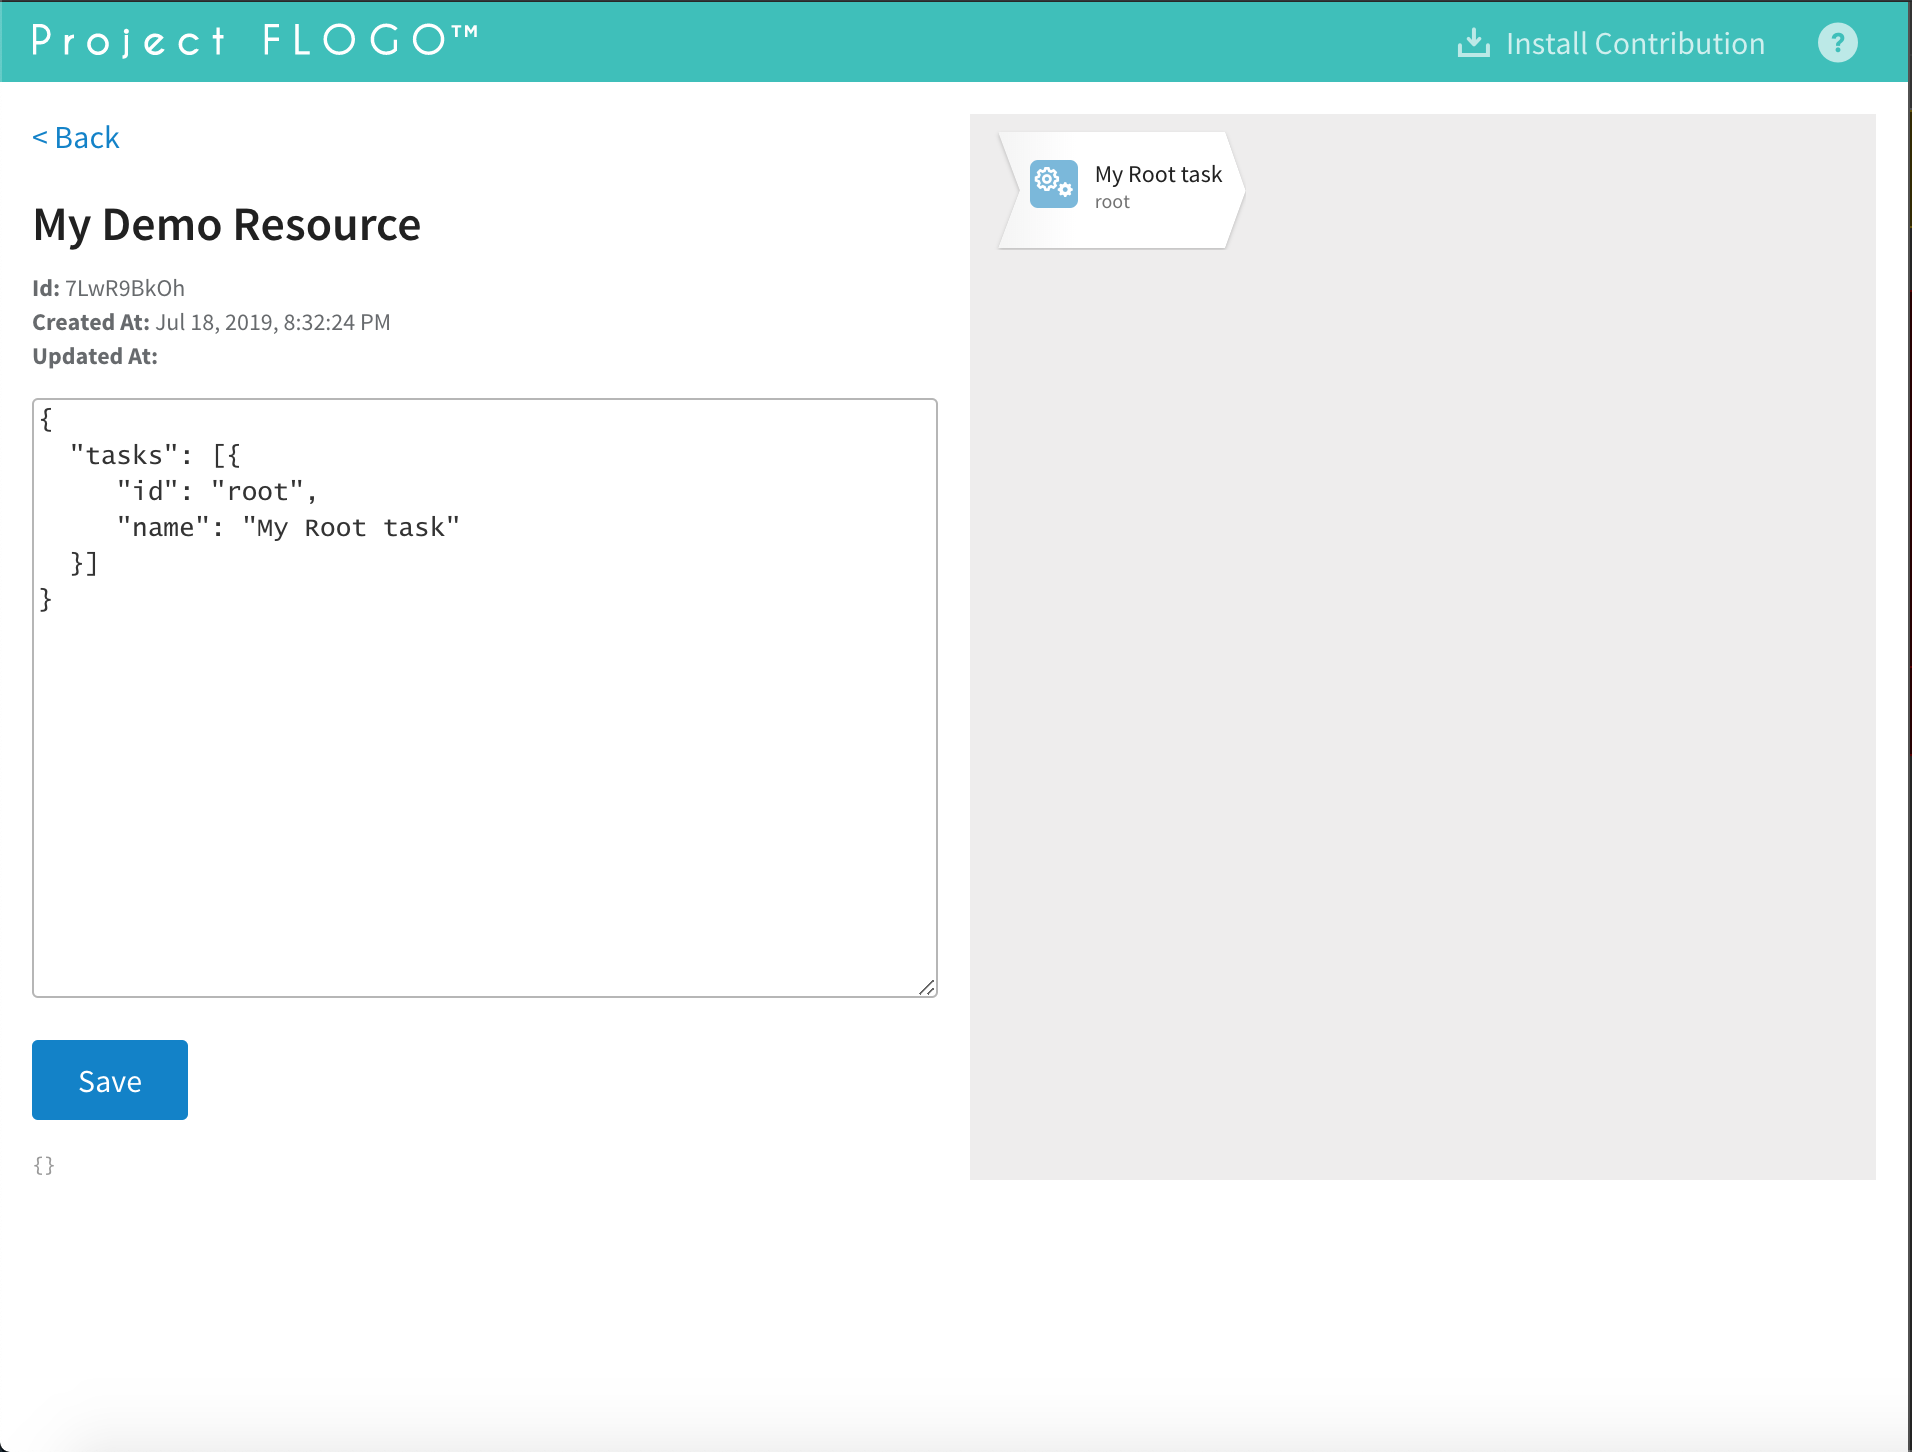 Project FLOGO™
Install Contribution
?
< Back
My Demo Resource
Id: 7LwR9BkOh
Created At: Jul 18, 2019, 8:32:24 PM
Updated At:
{
  "tasks": [{
     "id": "root",
     "name": "My Root task"
  }]
}
Save
{}
My Root task
root